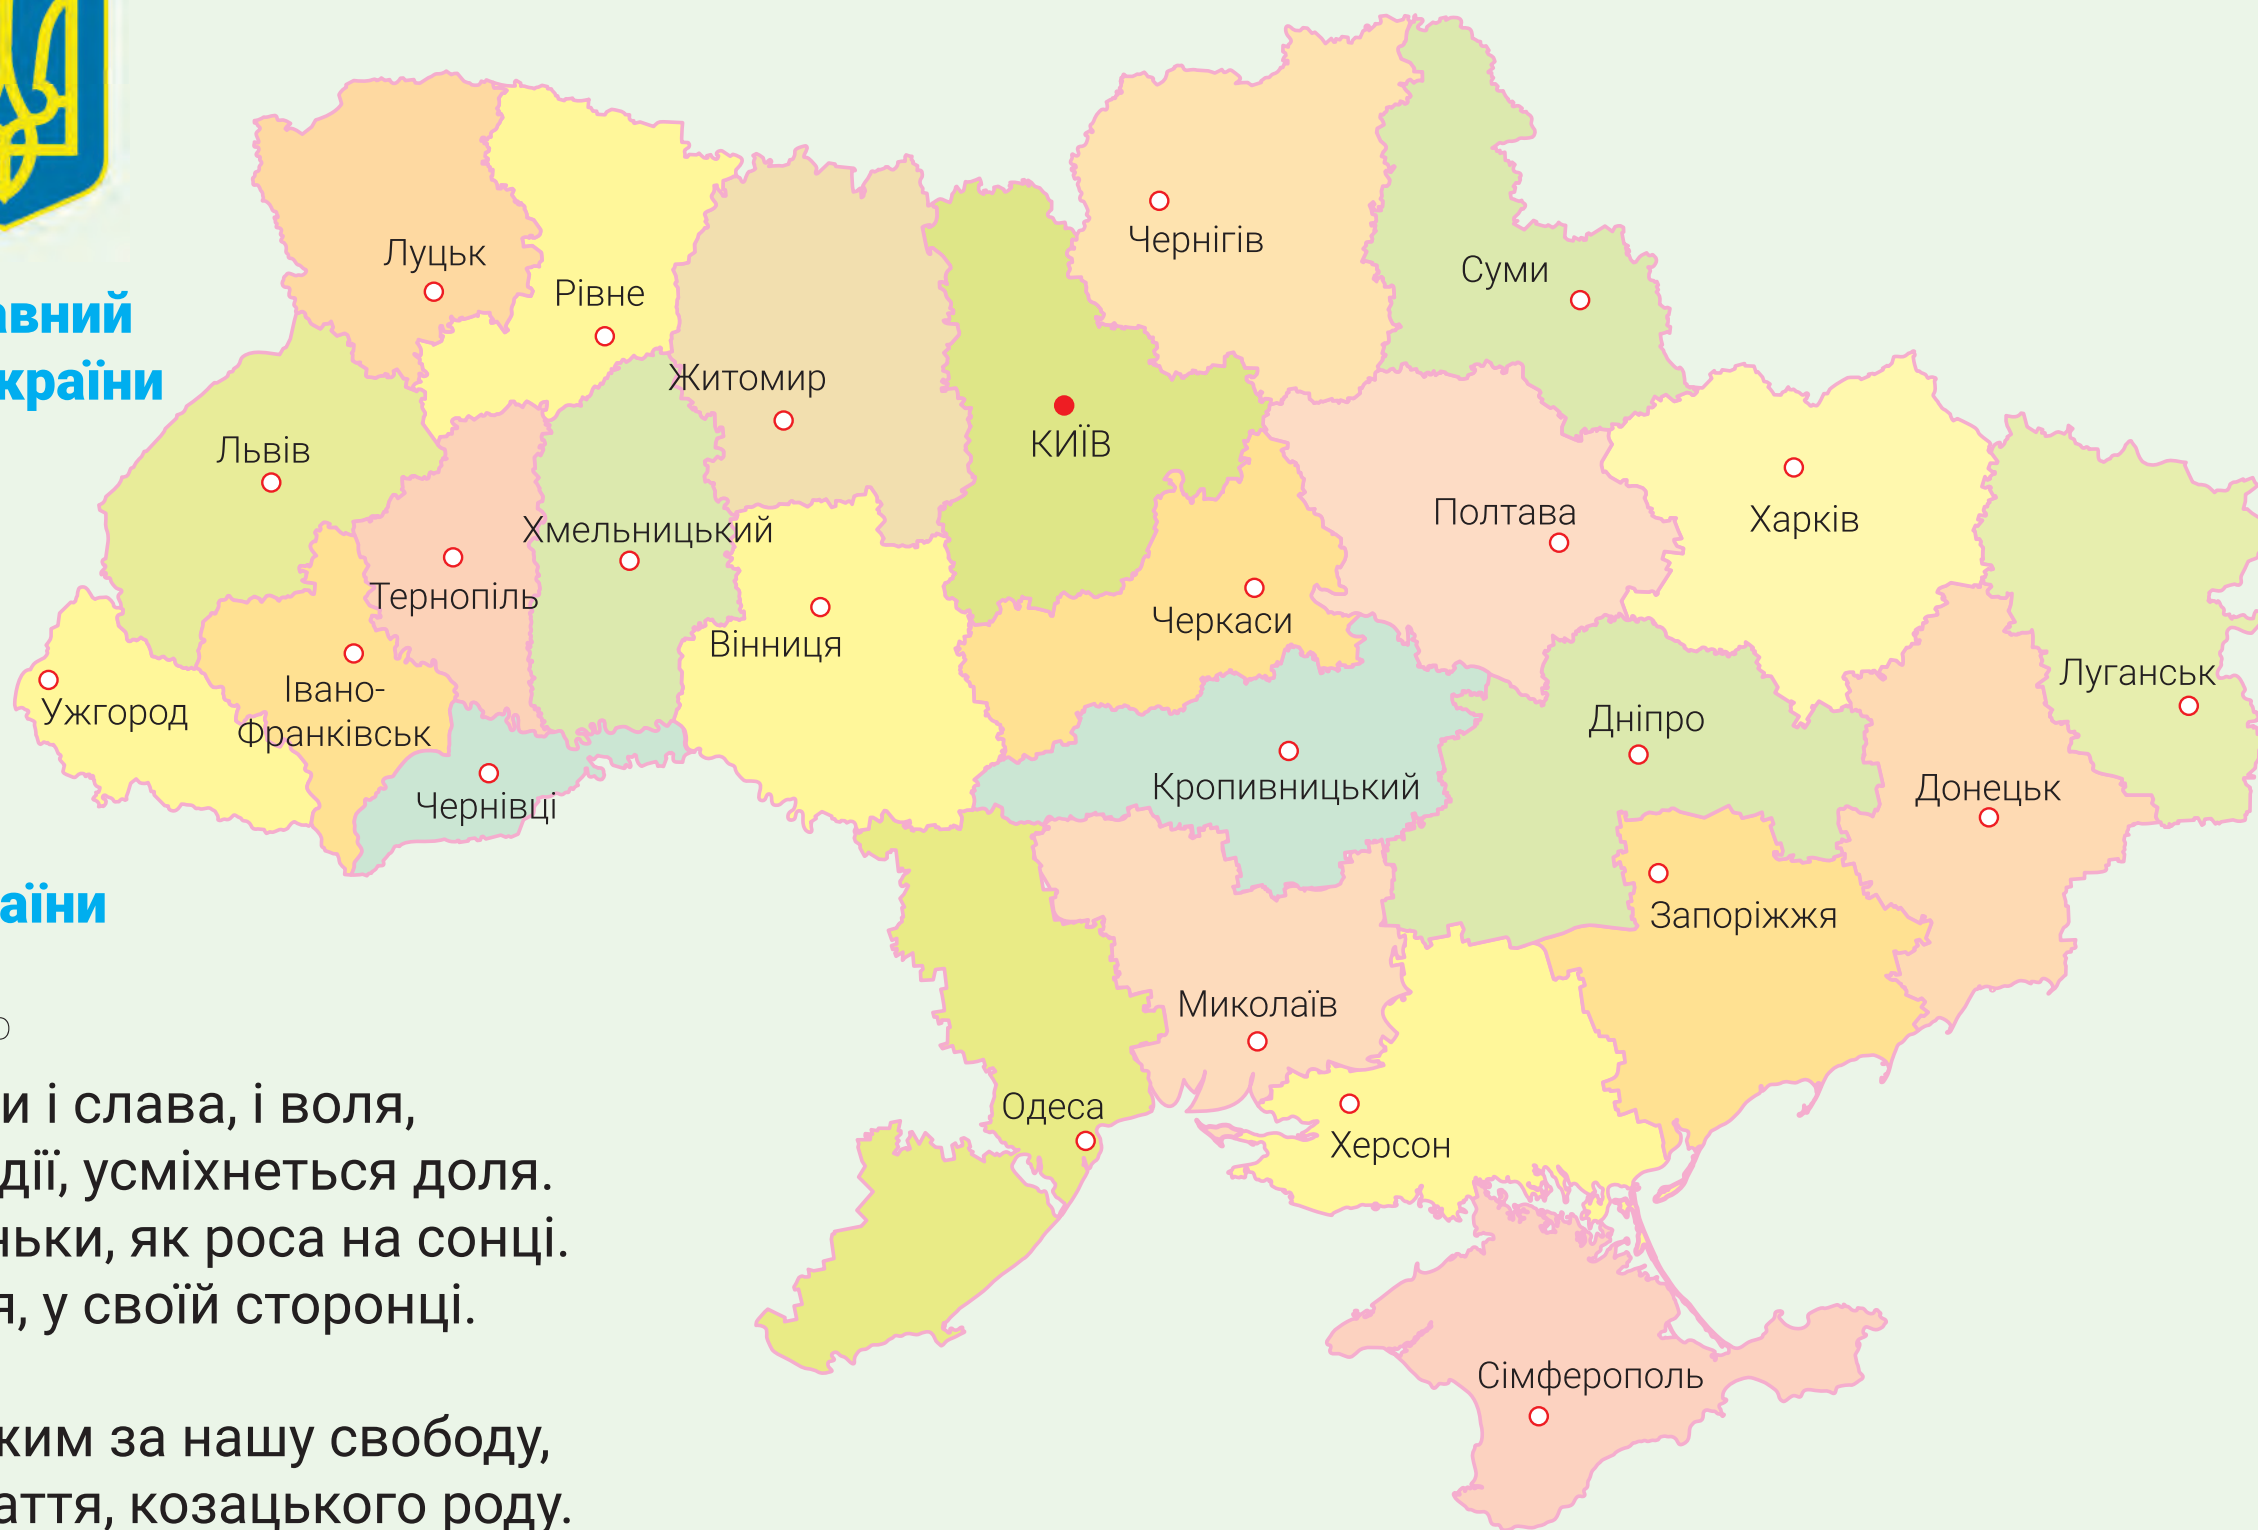 Чернігів
Луцьк
Суми
Рівне
авний
країни
Житомир
КИЇВ
Львів
Полтава
Харків
Хмельницький
Тернопіль
Черкаси
Вінниця
Луганськ
Івано-
Франківськ
Ужгород
Дніпро
Кропивницький
Донецьк
Чернівці
аїни
Запоріжжя
Миколаїв
Одеса
Херсон
и і слава, і воля,
дії, усміхнеться доля.
ньки, як роса на сонці.
я, у своїй сторонці.
Сімферополь
жим за нашу свободу,
аття, козацького роду.